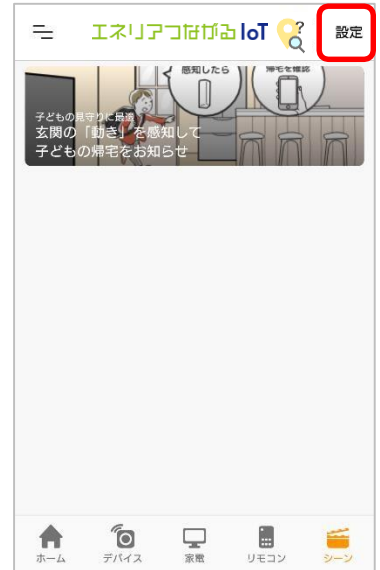 エネリアつながるIoT
?
設定
感知したら
帰宅を確認
子どもの見守りに最適
玄関の「動き」を感知して
子どもの帰宅をお知らせ
ホーム
デバイス
家電
リモコン
シーン